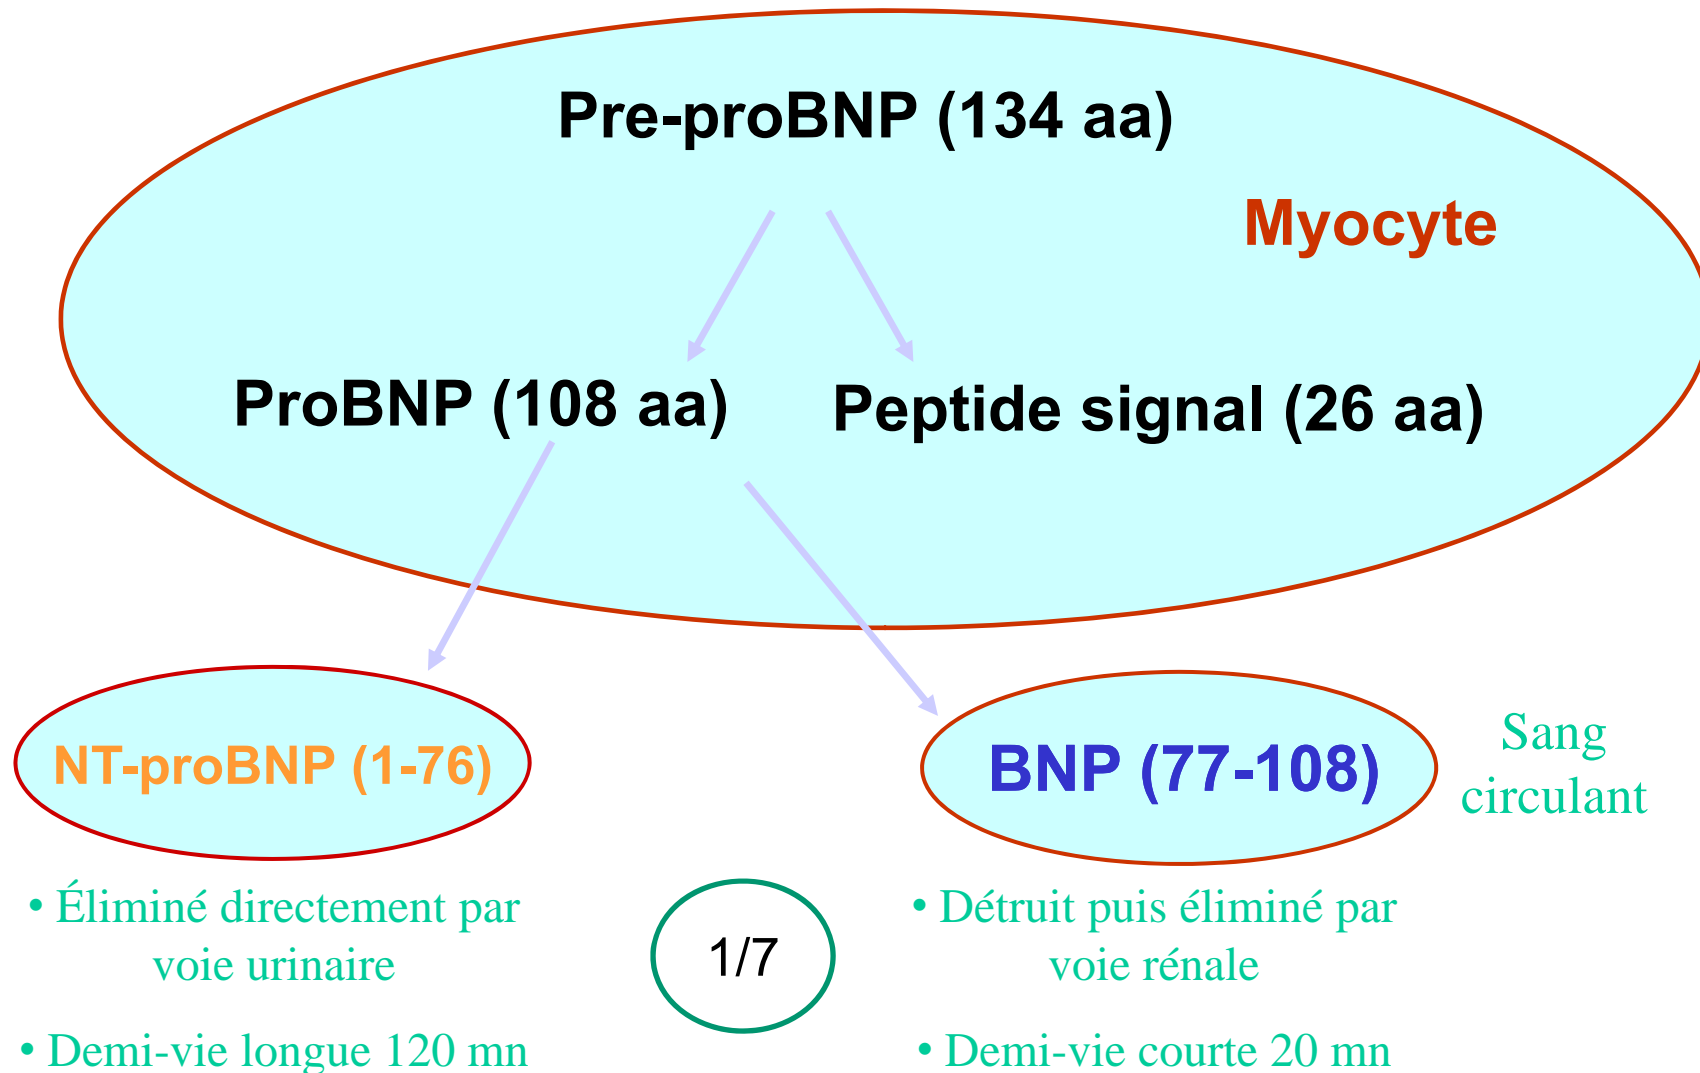 Pre-proBNP (134 aa)
Myocyte
ProBNP (108 aa)
Peptide signal (26 aa)
NT-proBNP (1-76)
BNP (77-108)
Sang
circulant
• Éliminé directement par
voie urinaire
• Demi-vie longue 120 mn
1/7
• Détruit puis éliminé par
voie rénale
• Demi-vie courte 20 mn